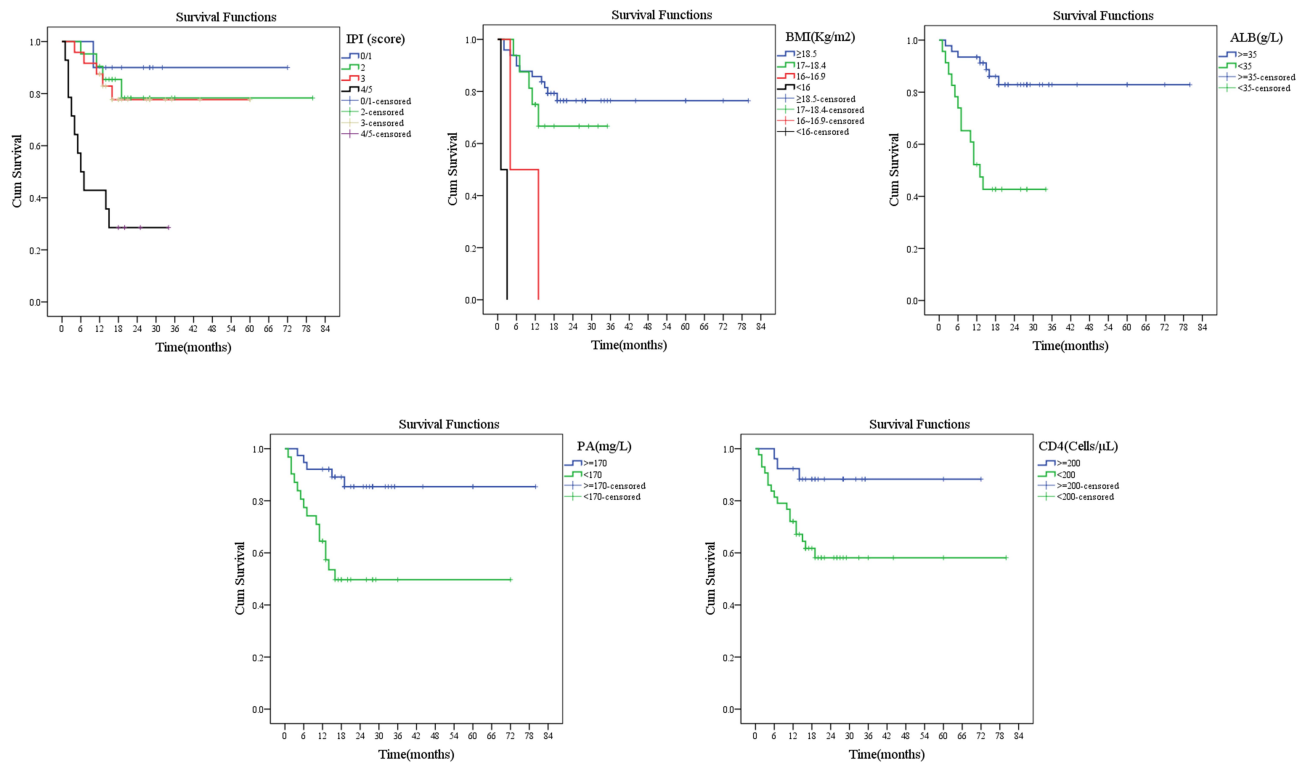 Survival Functions
IPI (score)
0/1
2
3
4/5
0/1-censored
2-censored
3-censored
4/5-censored
Cum Survival
1.0
0.8
0.6
0.4
0.2
0.0
0 6 12 18 24 30 36 42 48 54 60 66 72 78 84
Time(months)
Survival Functions
BMI(Kg/m2)
≥18.5
17~18.4
16~16.9
<16
≥18.5-censored
17~18.4-censored
16~16.9-censored
<16-censored
Cum Survival
1.0
0.8
0.6
0.4
0.2
0.0
0 6 12 18 24 30 36 42 48 54 60 66 72 78 84
Time(months)
Survival Functions
ALB(g/L)
>=35
<35
>=35-censored
<35-censored
Cum Survival
1.0
0.8
0.6
0.4
0.2
0.0
0 6 12 18 24 30 36 42 48 54 60 66 72 78 84
Time(months)
Survival Functions
PA(mg/L)
>=170
<170
>=170-censored
<170-censored
Cum Survival
1.0
0.8
0.6
0.4
0.2
0.0
0 6 12 18 24 30 36 42 48 54 60 66 72 78 84
Time(months)
Survival Functions
CD4(Cells/μL)
>=200
<200
>=200-censored
<200-censored
Cum Survival
1.0
0.8
0.6
0.4
0.2
0.0
0 6 12 18 24 30 36 42 48 54 60 66 72 78 84
Time(months)